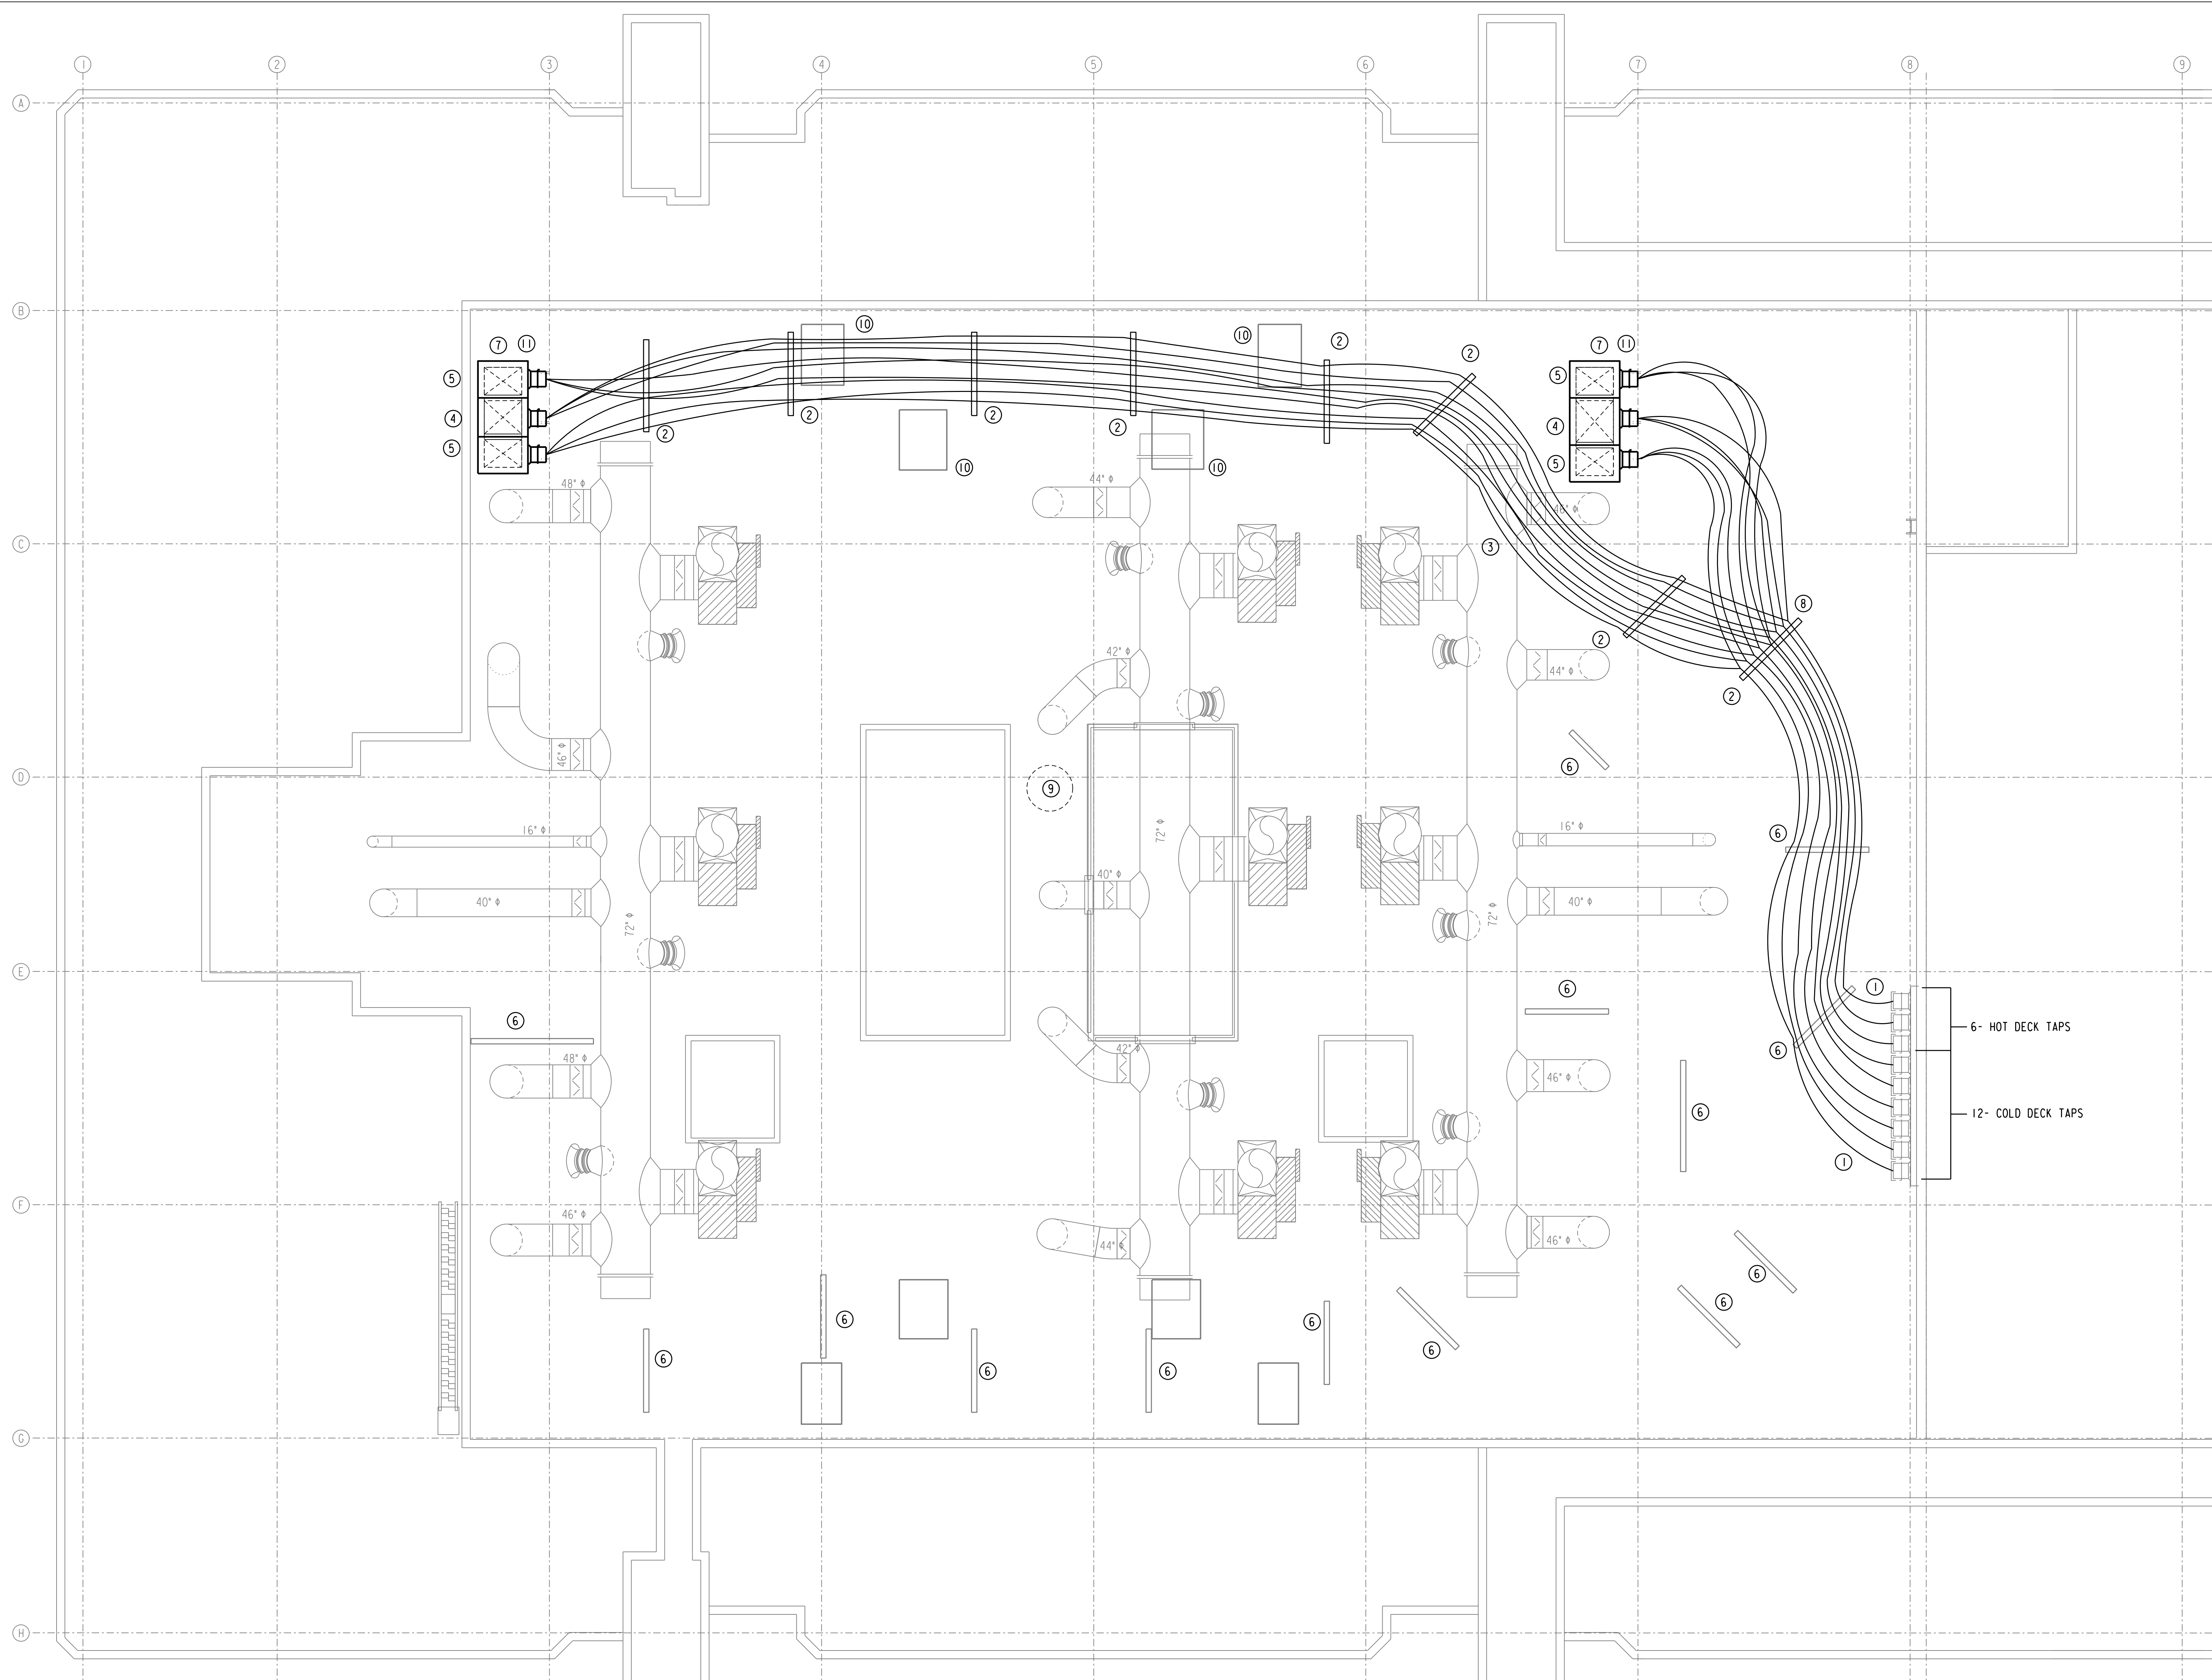 1 2 3 4 5 6 7 8 9
A
B
10 10 2 2 7 11
7 11
5 5
4 2 2 2 4
5 2 10 10 5
48" φ 44" φ 46" φ
C
3
8
2
42" φ 44" φ
2
46" φ
6
D
9
16" φ 72" φ 16" φ 6
40" φ 40" φ 40" φ
72" φ 72" φ
E
6 1
6
6- HOT DECK TAPS
48" φ 42" φ 46" φ 6
6
12- COLD DECK TAPS
1
F
46" φ 44" φ 46" φ
6
6
6 6
6 6 6 6
G
H